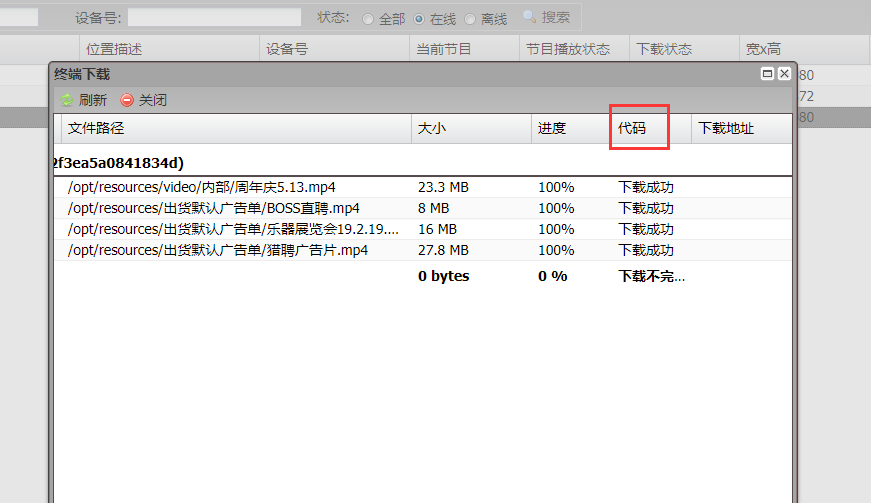 设备号: 状态: 全部 在线 离线 搜索
位置描述 设备号 当前节目 节目播放状态 下载状态 宽x高
终端下载
80
刷新 关闭
72
文件路径 大小 进度 代码 下载地址
80
2f3ea5a0841834d)
/opt/resources/video/内部/周年庆5.13.mp4 23.3 MB 100% 下载成功
/opt/resources/出货默认广告单/BOSS直聘.mp4 8 MB 100% 下载成功
/opt/resources/出货默认广告单/乐器展览会19.2.19.... 16 MB 100% 下载成功
/opt/resources/出货默认广告单/猎聘广告片.mp4 27.8 MB 100% 下载成功
0 bytes 0 % 下载不完...